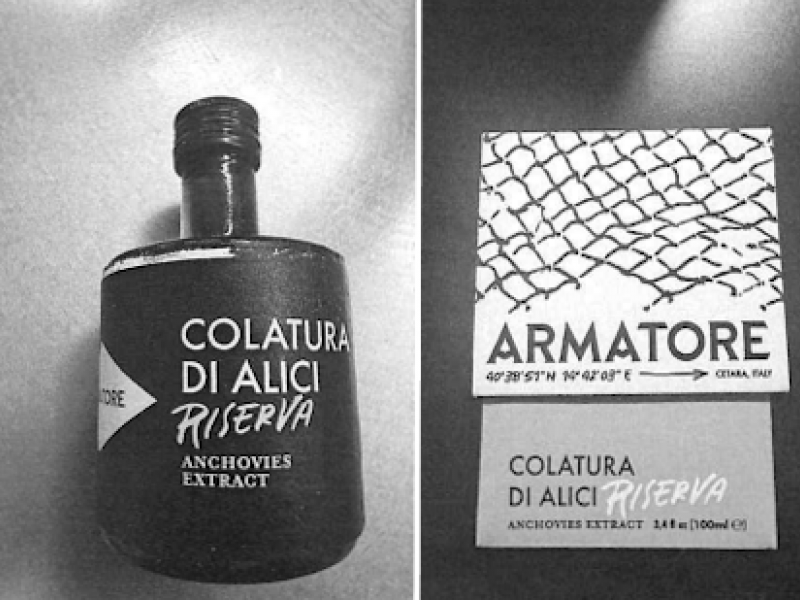 COLATURA
DI ALICI
RISERVA
ANCHOVIES
EXTRACT
ARMATORE
40°38'51"N 14°42'03"E
CETARA, ITALY
COLATURA
DI ALICI RISERVA
ANCHOVIES EXTRACT 3,4 fl oz (100ml ℮)